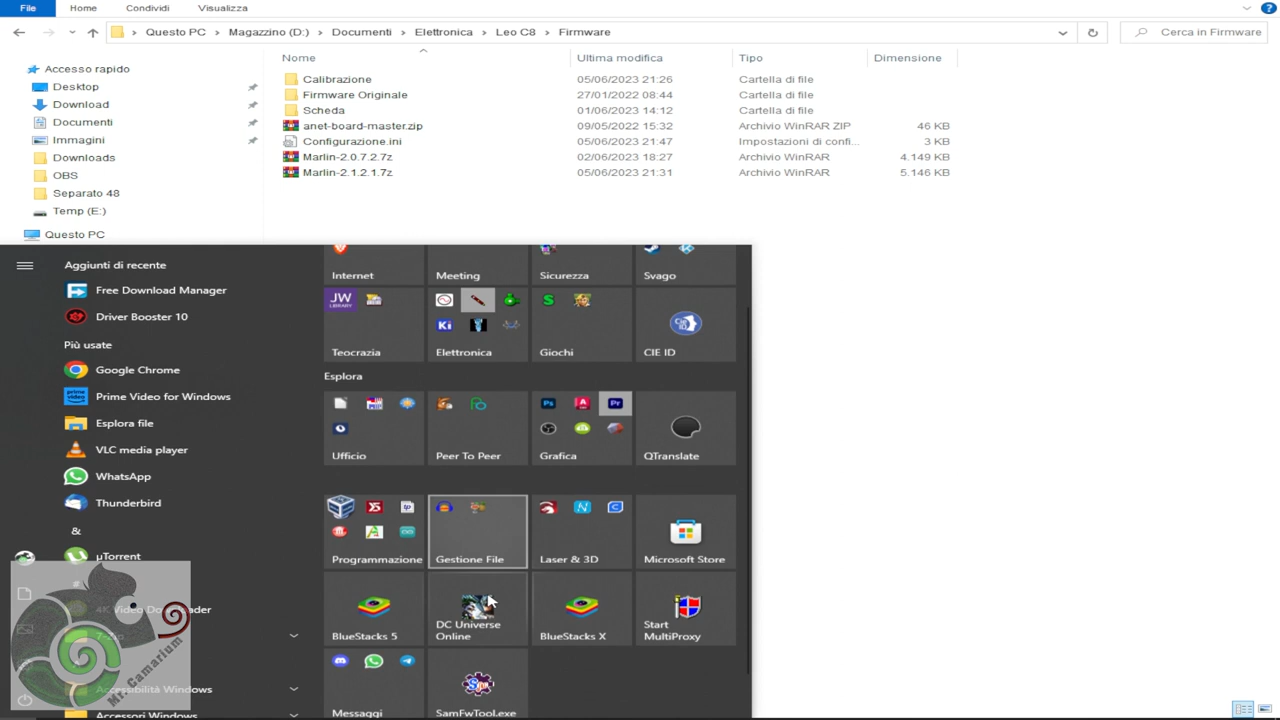 File Home Condividi Visualizza
Questo PC Magazzino (D:) Documenti Elettronica Leo C8 Firmware Cerca in Firmware
Nome Ultima modifica Tipo Dimensione
Accesso rapido
Desktop
Download
Documenti
Immagini
Downloads
OBS
Separato 48
Temp (E:)
Questo PC
Calibrazione 05/06/2023 21:26 Cartella di file
Firmware Originale 27/01/2022 08:44 Cartella di file
Scheda 01/06/2023 14:12 Cartella di file
anet-board-master.zip 09/05/2022 15:32 Archivio WinRAR ZIP 46 KB
Configurazione.ini 05/06/2023 21:47 Impostazioni di confi... 3 KB
Marlin-2.0.7.2.7z 02/06/2023 18:27 Archivio WinRAR 4.149 KB
Marlin-2.1.2.1.7z 05/06/2023 21:31 Archivio WinRAR 5.146 KB
Aggiunti di recente
Free Download Manager
Driver Booster 10
Più usate
Google Chrome
Prime Video for Windows
Esplora file
VLC media player
WhatsApp
Thunderbird
&
µTorrent
4K Video Downloader
Accessibilità Windows
Accessori Windows
Internet Meeting Sicurezza Svago
JW
LIBRARY
Ki
S
CIE
ID
Teocrazia Elettronica Giochi CIE ID
Esplora
Ps
Pr
Ufficio Peer To Peer Grafica QTranslate
Programmazione Gestione File Laser & 3D Microsoft Store
BlueStacks 5
DC Universe
Online
BlueStacks X
Start
MultiProxy
Messaggi SamFwTool.exe
Mr. Camarium